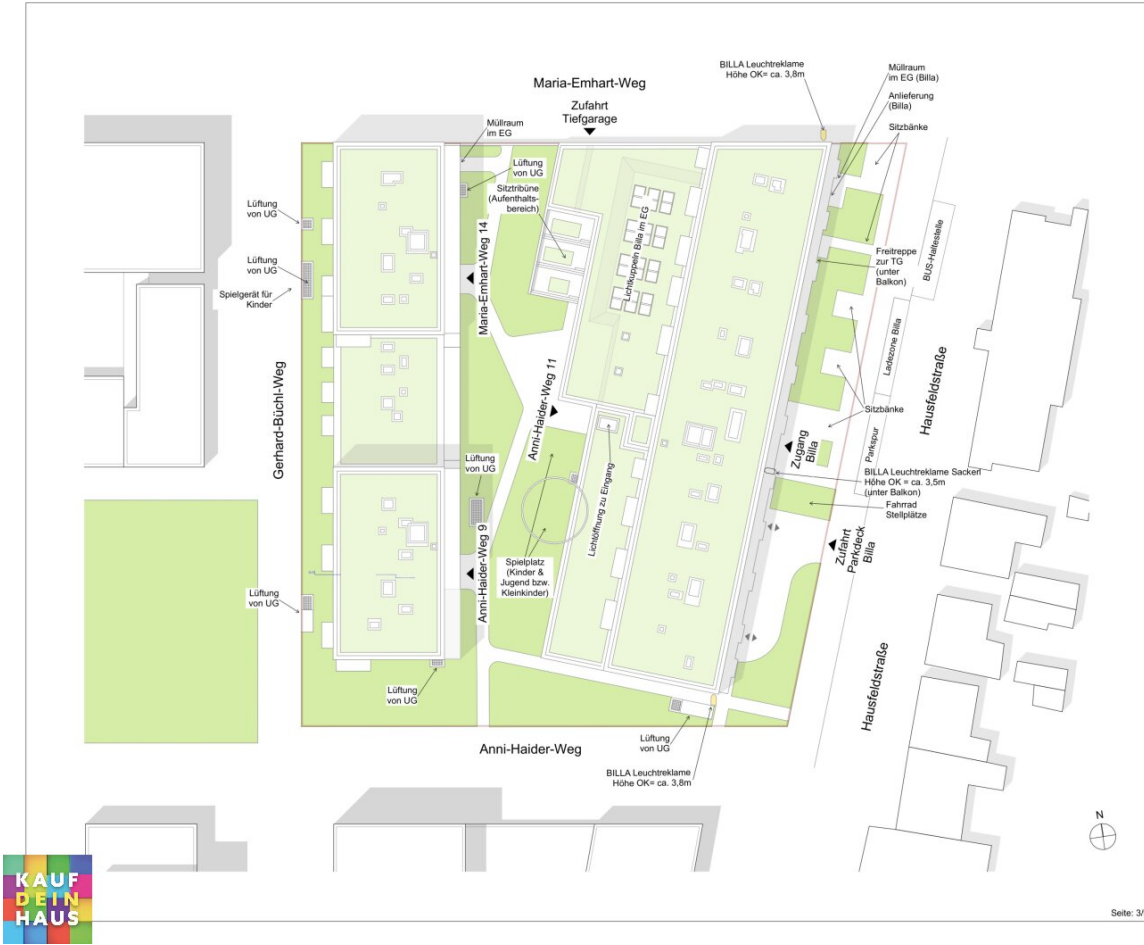 BILLA Leuchtreklame
Höhe OK= ca. 3,8m
Müllraum
im EG (Billa)
Maria-Emhart-Weg
Anlieferung
(Billa)
Zufahrt
Tiefgarage
Müllraum
im EG
Sitzbänke
Lüftung
von UG
Sitztribüne
(Aufenthalts-
bereich)
Lüftung
von UG
Lichtkuppeln Billa im EG
Maria-Emhart-Weg 14
Freitreppe
zur TG
(unter
Balkon)
BUS-Haltestelle
Lüftung
von UG
Spielgerät für
Kinder
Ladezone Billa
Hausfeldstraße
Gerhard-Büchl-Weg
Anni-Haider-Weg 11
Sitzbänke
Parkspur
Zugang
Billa
Lüftung
von UG
Lichtöffnung zu Eingang
BILLA Leuchtreklame Sackerl
Höhe OK = ca. 3,5m
(unter Balkon)
Fahrrad
Stellplätze
Zufahrt
Parkdeck
Billa
Anni-Haider-Weg 9
Spielplatz
(Kinder &
Jugend bzw.
Kleinkinder)
Lüftung
von UG
Lüftung
von UG
Hausfeldstraße
Lüftung
von UG
Anni-Haider-Weg
BILLA Leuchtreklame
Höhe OK= ca. 3,8m
N
KAUF
DEIN
HAUS
Seite: 3/